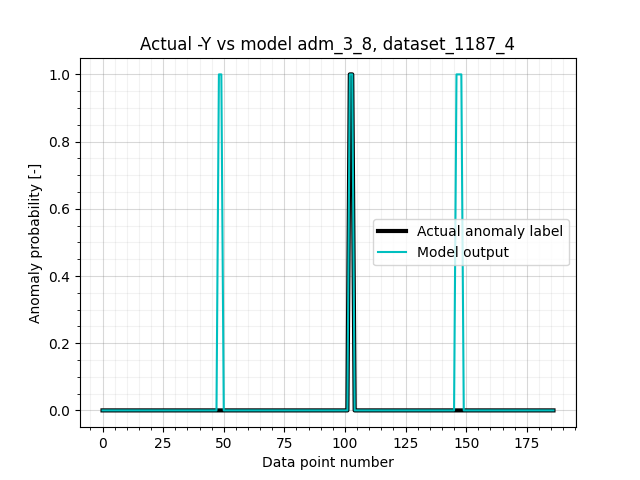 Actual -Y vs model adm_3_8, dataset_1187_4
Anomaly probability [-]
1.0
0.8
0.6
0.4
0.2
0.0
Actual anomaly label
Model output
0 25 50 75 100 125 150 175
Data point number